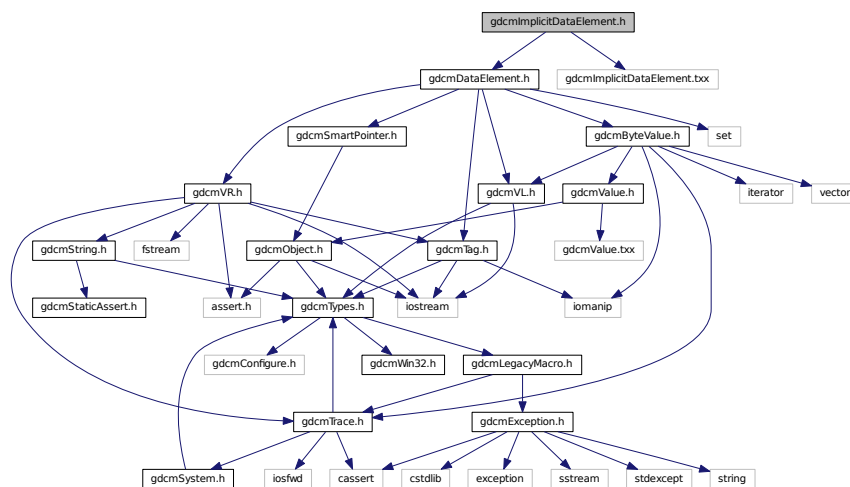 gdcmImplicitDataElement.h
gdcmDataElement.h
gdcmImplicitDataElement.txx
gdcmSmartPointer.h
gdcmByteValue.h
set
gdcmVR.h
gdcmVL.h
gdcmValue.h
iterator
vector
gdcmString.h
fstream
gdcmObject.h
gdcmTag.h
gdcmValue.txx
gdcmStaticAssert.h
assert.h
gdcmTypes.h
iostream
iomanip
gdcmConfigure.h
gdcmWin32.h
gdcmLegacyMacro.h
gdcmTrace.h
gdcmException.h
gdcmSystem.h
iosfwd
cassert
cstdlib
exception
sstream
stdexcept
string